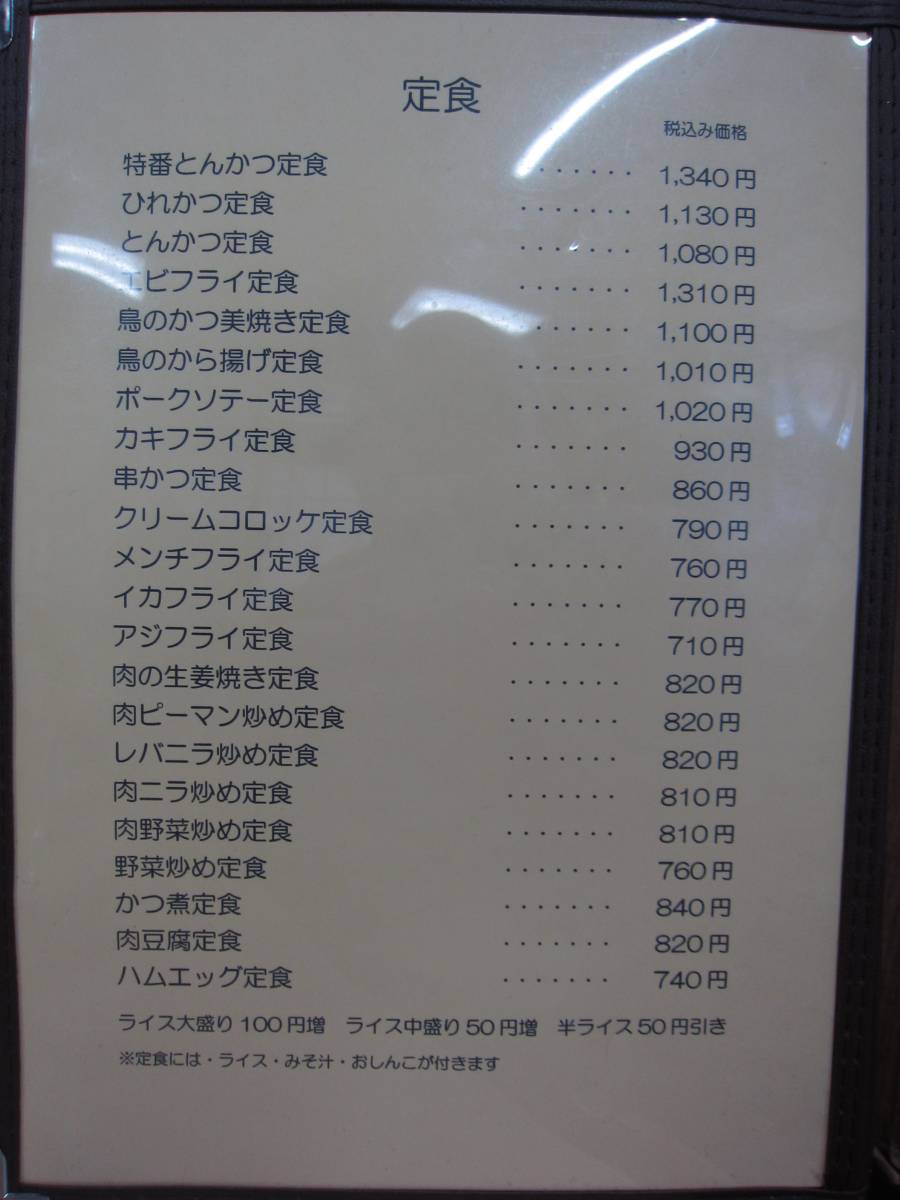 定食
税込み価格
特番とんかつ定食 ・・・・・・ 1,340円
ひれかつ定食 ・・・・・・・ 1,130円
とんかつ定食 ・・・・・・・ 1,080円
エビフライ定食 ・・・・・・・ 1,310円
鳥のかつ美焼き定食 ・・・・・・ 1,100円
鳥のから揚げ定食 ・・・・・・・ 1,010円
ポークソテー定食 ・・・・・・・ 1,020円
カキフライ定食 ・・・・・・・ 930円
串かつ定食 ・・・・・・・ 860円
クリームコロッケ定食 ・・・・・・・ 790円
メンチフライ定食 ・・・・・・・ 760円
イカフライ定食 ・・・・・・・ 770円
アジフライ定食 ・・・・・・・ 710円
肉の生姜焼き定食 ・・・・・・・ 820円
肉ピーマン炒め定食 ・・・・・・・ 820円
レバニラ炒め定食 ・・・・・・・ 820円
肉ニラ炒め定食 ・・・・・・・ 810円
肉野菜炒め定食 ・・・・・・・ 810円
野菜炒め定食 ・・・・・・・ 760円
かつ煮定食 ・・・・・・・ 840円
肉豆腐定食 ・・・・・・・ 820円
ハムエッグ定食 ・・・・・・・ 740円
ライス大盛り100円増 ライス中盛り50円増 半ライス50円引き
※定食には・ライス・みそ汁・おしんこが付きます